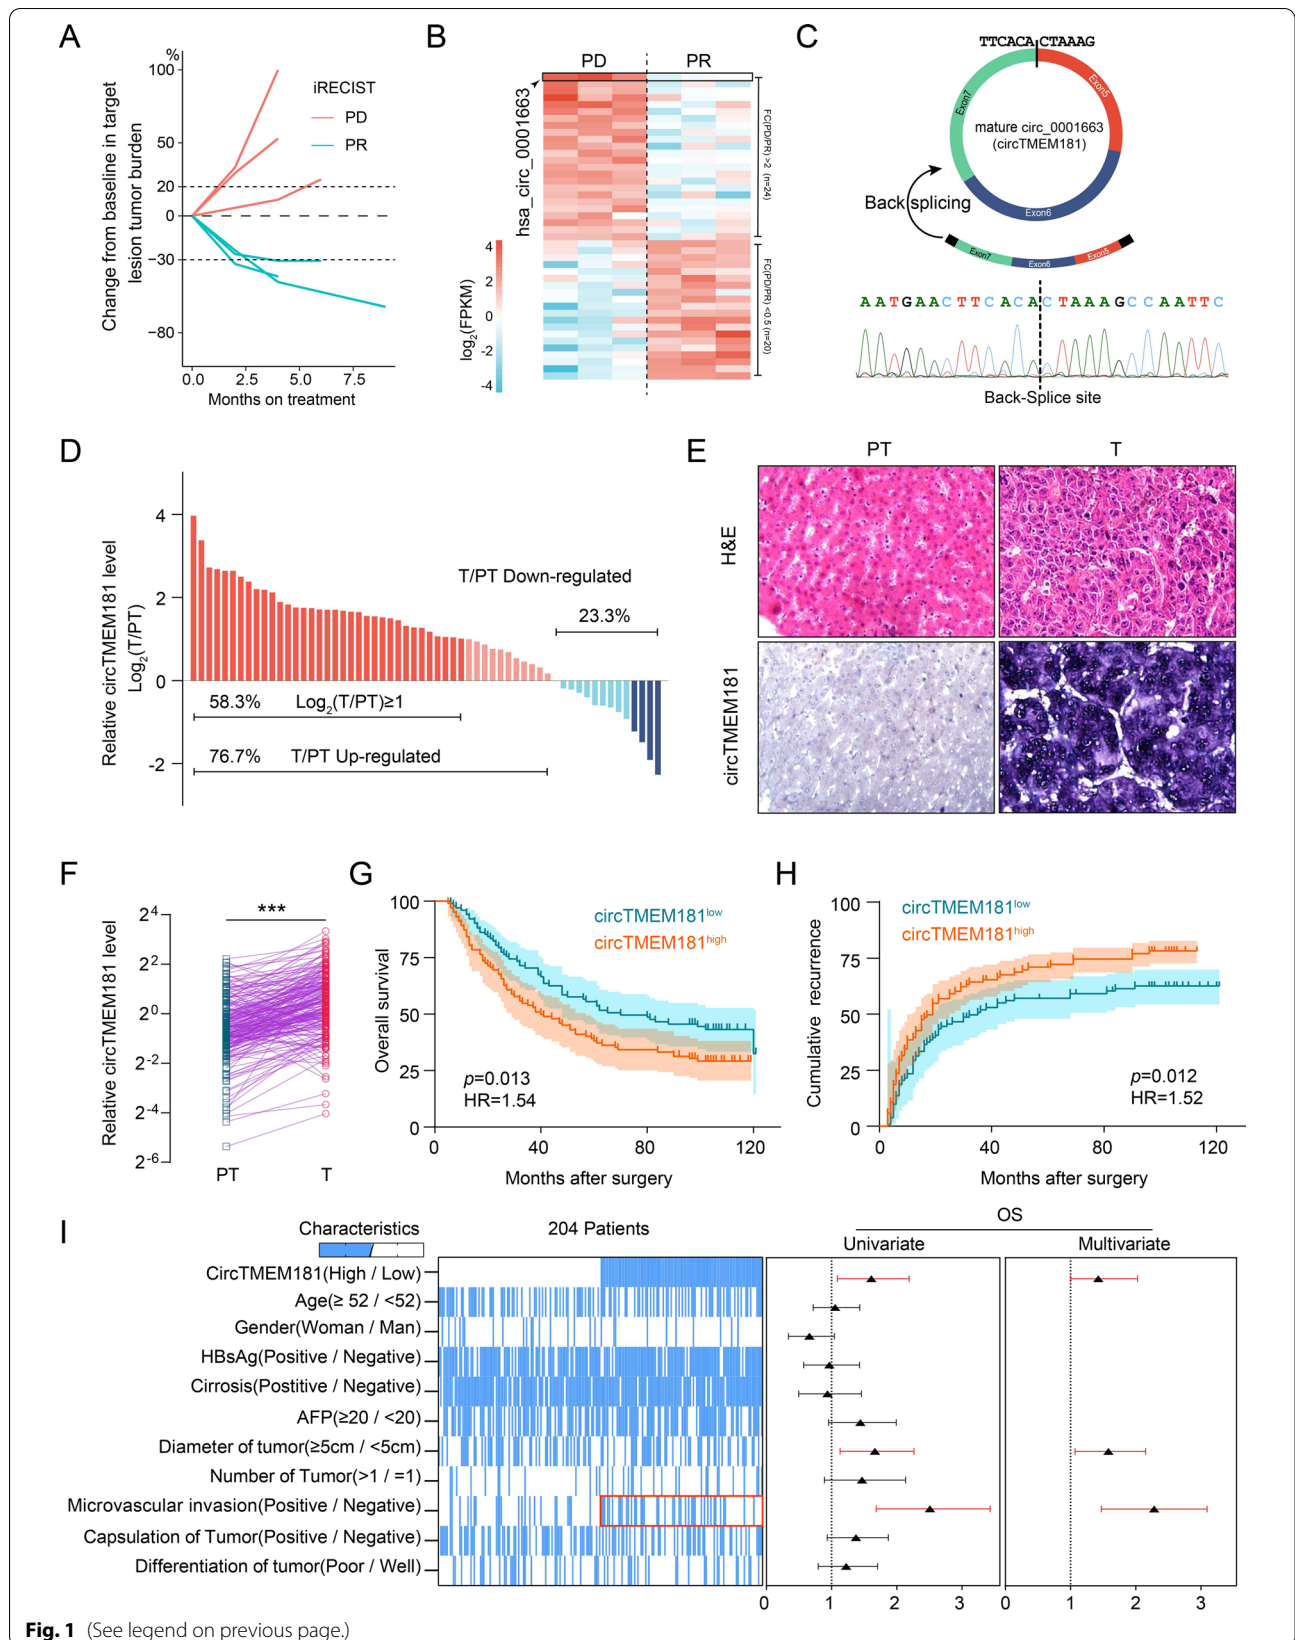 A
%
100
50
20
0
−30
−80
0.0 2.5 5.0 7.5
Months on treatment
Change from baseline in target
lesion tumor burden
iRECIST
PD
PR
B
PD PR
hsa_circ_0001663
FC(PD/PR) >2 (n=24)
FC(PD/PR) <0.5 (n=20)
4
2
0
-2
-4
log2(FPKM)
C
TTCACA CTAAAG
Exon7
Exon5
Exon6
mature circ_0001663
(circTMEM181)
Back splicing
Exon7 Exon6 Exon5
AATGAACTTCACACTAAAGCCAATTC
Back-Splice site
D
4
2
0
-2
Relative circTMEM181 level
Log2(T/PT)
T/PT Down-regulated
23.3%
58.3% Log2(T/PT)≥1
76.7% T/PT Up-regulated
E
PT T
H&E
circTMEM181
F
Relative circTMEM181 level
2^4
2^2
2^0
2^-2
2^-4
2^-6
***
PT T
G
Overall survival
100
75
50
25
0
circTMEM181low
circTMEM181high
p=0.013
HR=1.54
0 40 80 120
Months after surgery
H
Cumulative recurrence
100
75
50
25
0
circTMEM181low
circTMEM181high
p=0.012
HR=1.52
0 40 80 120
Months after surgery
I
Characteristics
204 Patients
OS
Univariate
Multivariate
CircTMEM181(High / Low)
Age(≥ 52 / <52)
Gender(Woman / Man)
HBsAg(Positive / Negative)
Cirrosis(Postitive / Negative)
AFP(≥20 / <20)
Diameter of tumor(≥5cm / <5cm)
Number of Tumor(>1 / =1)
Microvascular invasion(Positive / Negative)
Capsulation of Tumor(Positive / Negative)
Differentiation of tumor(Poor / Well)
0 1 2 3
0 1 2 3
Fig. 1 (See legend on previous page.)